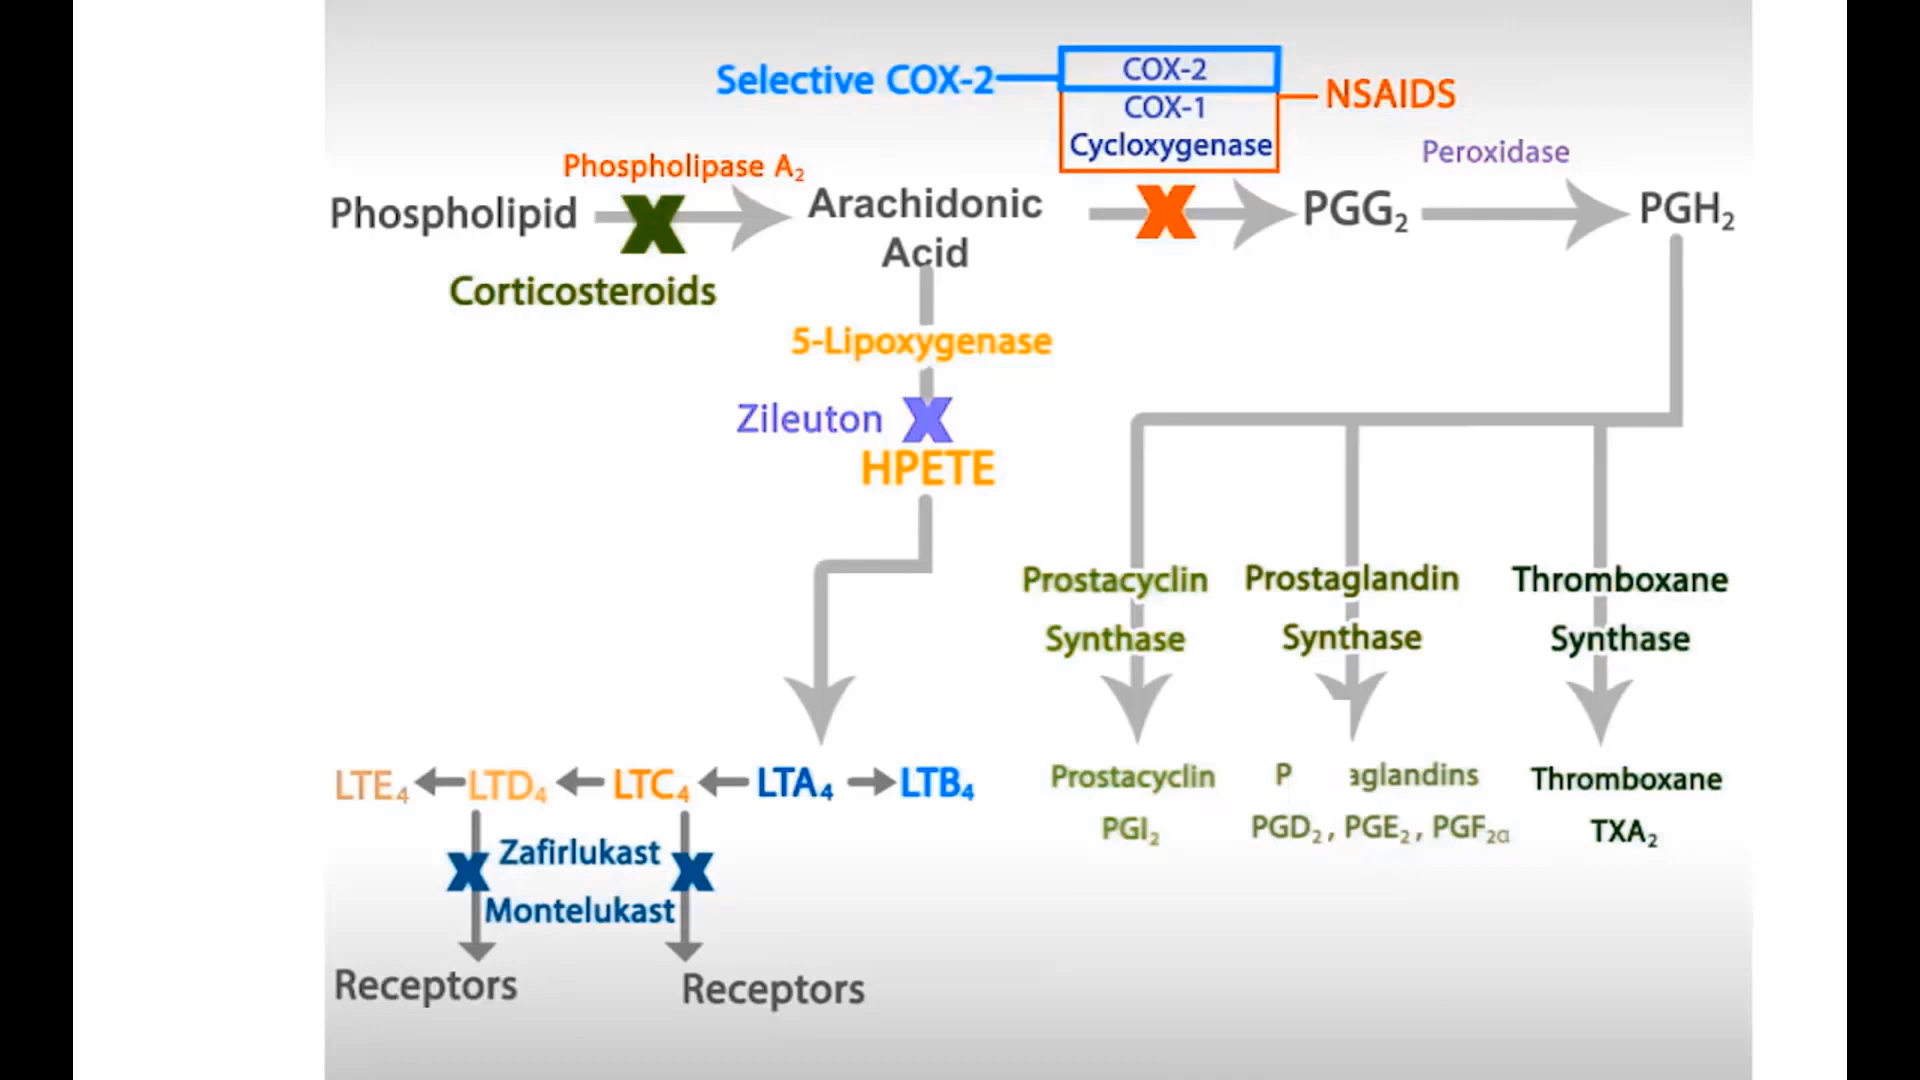 Selective COX-2
COX-2
COX-1
Cycloxygenase
NSAIDS
Phospholipase A₂
Peroxidase
Phospholipid
Arachidonic
Acid
PGG₂
PGH₂
Corticosteroids
5-Lipoxygenase
Zileuton
HPETE
Prostacyclin
Synthase
Prostaglandin
Synthase
Thromboxane
Synthase
LTE₄
LTD₄
LTC₄
LTA₄
LTB₄
Prostacyclin
PGI₂
P aglandins
PGD₂, PGE₂, PGF₂α
Thromboxane
TXA₂
Zafirlukast
Montelukast
Receptors
Receptors